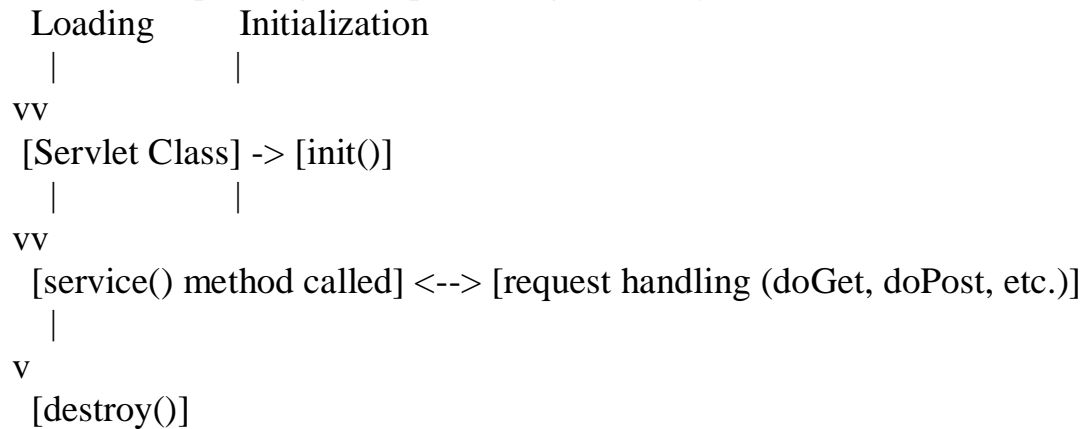 Loading Initialization
| |
vv
[Servlet Class] -> [init()]
| |
vv
[service() method called] <--> [request handling (doGet, doPost, etc.)]
|
v
[destroy()]